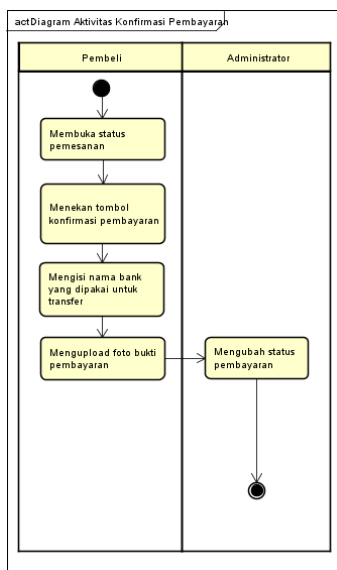 actDiagram Aktivitas Konfirmasi Pembayaran
Pembeli
Administrator
Membuka status
pemesanan
Menekan tombol
konfirmasi pembayaran
Mengisi nama bank
yang dipakai untuk
transfer
Mengupload foto bukti
pembayaran
Mengubah status
pembayaran